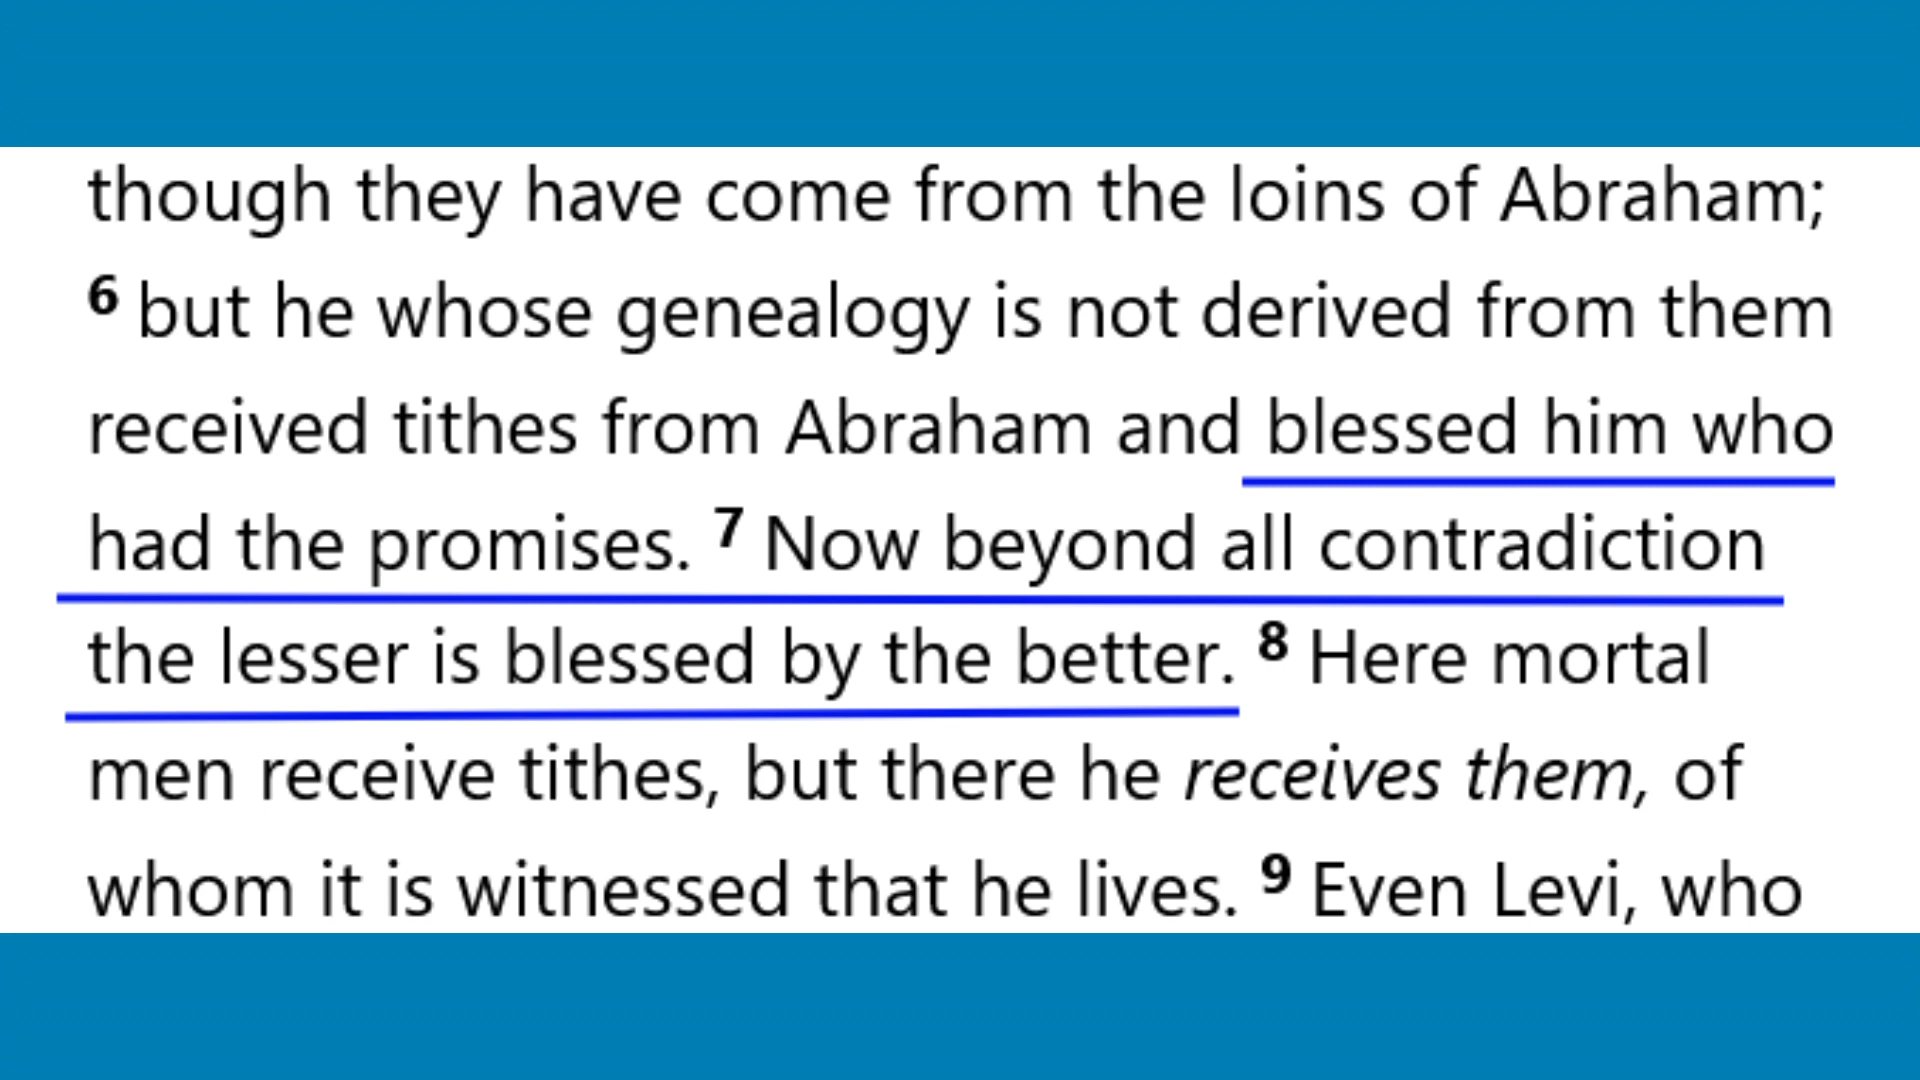 though they have come from the loins of Abraham;
6 but he whose genealogy is not derived from them
received tithes from Abraham and blessed him who
had the promises. 7 Now beyond all contradiction
the lesser is blessed by the better. 8 Here mortal
men receive tithes, but there he receives them, of
whom it is witnessed that he lives. 9 Even Levi, who